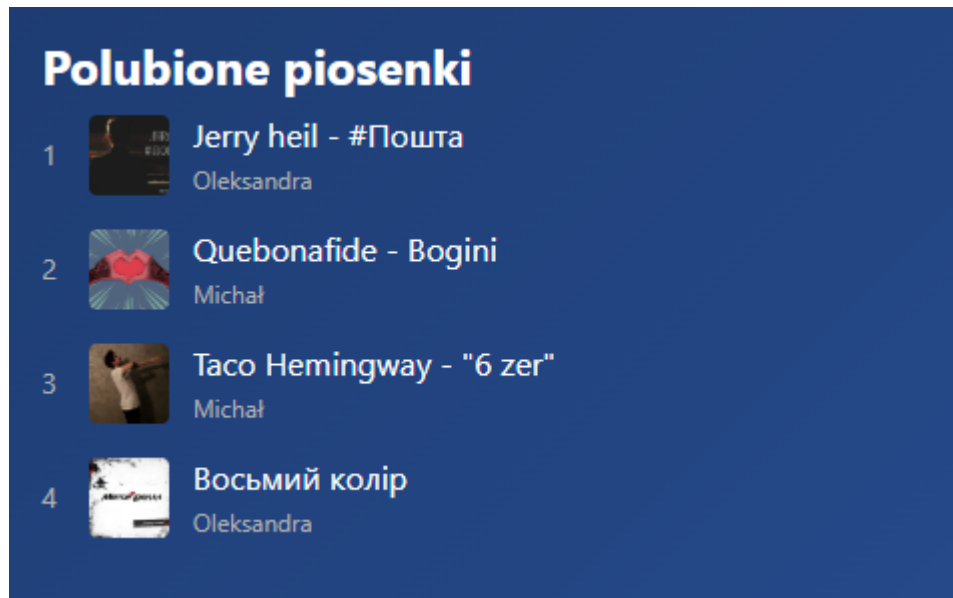 Polubione piosenki
1
Jerry heil - #Пошта
Oleksandra
2
Quebonafide - Bogini
Michał
3
Taco Hemingway - "6 zer"
Michał
4
Восьмий колір
Oleksandra